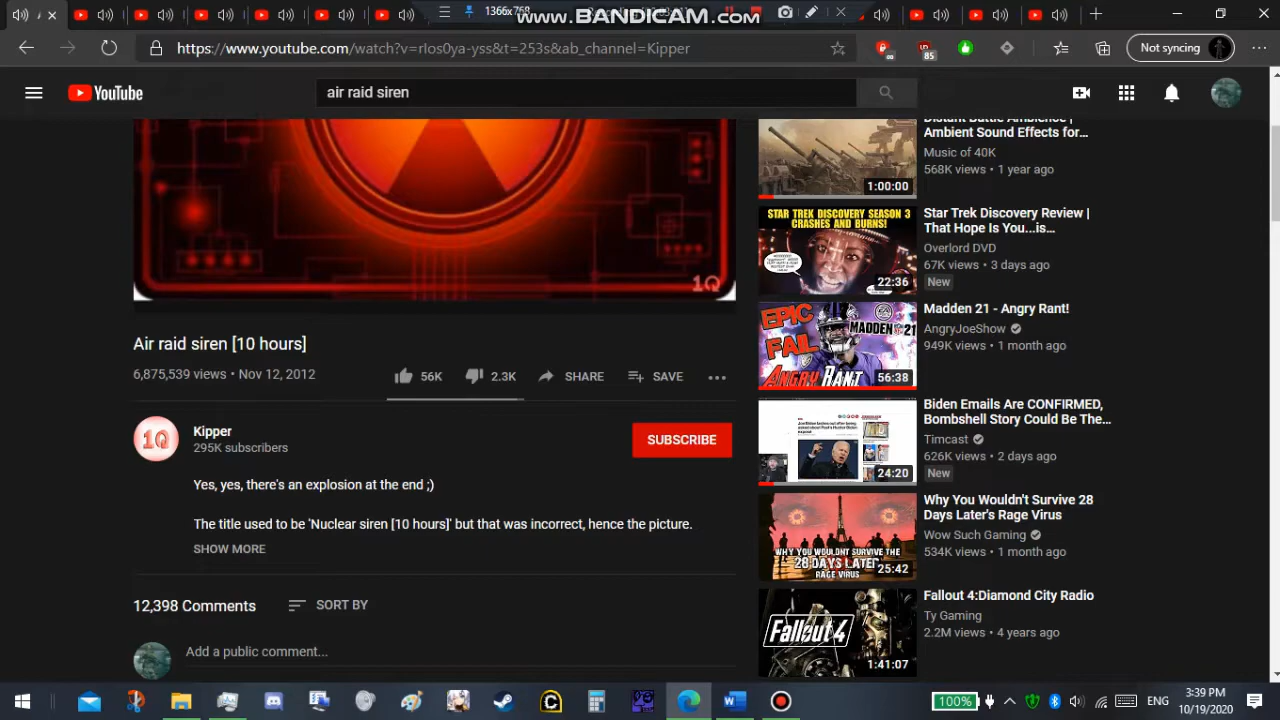 1366x768
www.BANDICAM.com
https://www.youtube.com/watch?v=rIos0ya-yss&t=253s&ab_channel=Kipper
85
Not syncing
YouTube
air raid siren
1Q
Air raid siren [10 hours]
6,875,539 views • Nov 12, 2012
56K
2.3K
SHARE
SAVE
1Q
Kipper
295K subscribers
SUBSCRIBE
Yes, yes, there's an explosion at the end ;)
The title used to be 'Nuclear siren [10 hours]' but that was incorrect, hence the picture.
SHOW MORE
12,398 Comments
SORT BY
Add a public comment...
1:00:00
Distant Battle Ambience |
Ambient Sound Effects for...
Music of 40K
568K views • 1 year ago
STAR TREK DISCOVERY SEASON 3
CRASHES AND BURNS!
22:36
Star Trek Discovery Review |
That Hope Is You...is...
Overlord DVD
67K views • 3 days ago
New
EPIC
FAIL
MADDEN 21
ANGRY RANT
56:38
Madden 21 - Angry Rant!
AngryJoeShow
949K views • 1 month ago
24:20
Biden Emails Are CONFIRMED,
Bombshell Story Could Be The...
Timcast
626K views • 2 days ago
New
WHY YOU WOULDN'T SURVIVE THE
28 DAYS LATER
RAGE VIRUS
25:42
Why You Wouldn't Survive 28
Days Later's Rage Virus
Wow Such Gaming
534K views • 1 month ago
Fallout 4
1:41:07
Fallout 4:Diamond City Radio
Ty Gaming
2.2M views • 4 years ago
100%
ENG
3:39 PM
10/19/2020